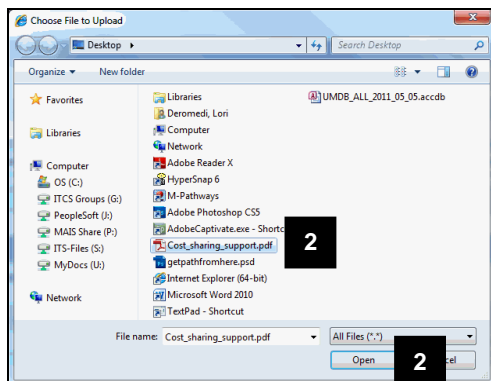 Choose File to Upload
Desktop
Search Desktop
Organize
New folder
Favorites
Libraries
Computer
OS (C:)
ITCS Groups (G:)
PeopleSoft (J:)
MAIS Share (P:)
ITS-Files (S:)
MyDocs (U:)
Network
Libraries
Deromedi, Lori
Computer
Network
Adobe Reader X
HyperSnap 6
M-Pathways
Adobe Photoshop CS5
AdobeCaptivate.exe - Shortc
Cost_sharing_support.pdf
2
getpathfromhere.psd
Internet Explorer (64-bit)
Microsoft Word 2010
TextPad - Shortcut
UMDB_ALL_2011_05_05.accdb
File name:
Cost_sharing_support.pdf
All Files (*.*)
Open
2
cel